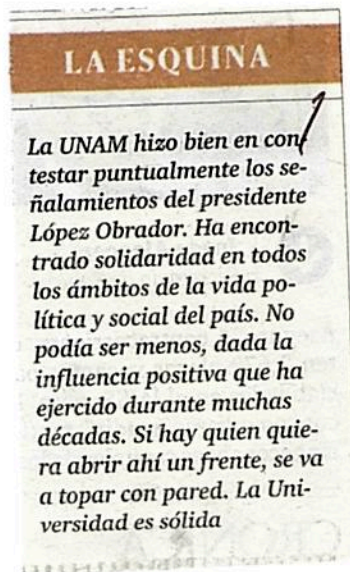 LA ESQUINA
La UNAM hizo bien en con
testar puntualmente los se-
ñalamientos del presidente
López Obrador. Ha encon-
trado solidaridad en todos
los ámbitos de la vida po-
lítica y social del país. No
podía ser menos, dada la
influencia positiva que ha
ejercido durante muchas
décadas. Si hay quien quie-
ra abrir ahí un frente, se va
a topar con pared. La Uni-
versidad es sólida